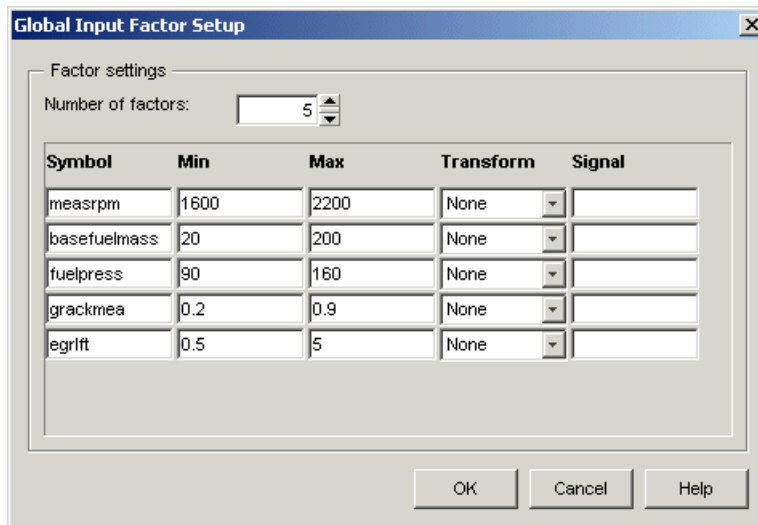 Global Input Factor Setup
Factor settings
Number of factors: 5
Symbol Min Max Transform Signal
measrpm 1600 2200 None
basefuelmass 20 200 None
fuelpress 90 160 None
grackmea 0.2 0.9 None
egrlft 0.5 5 None
OK Cancel Help